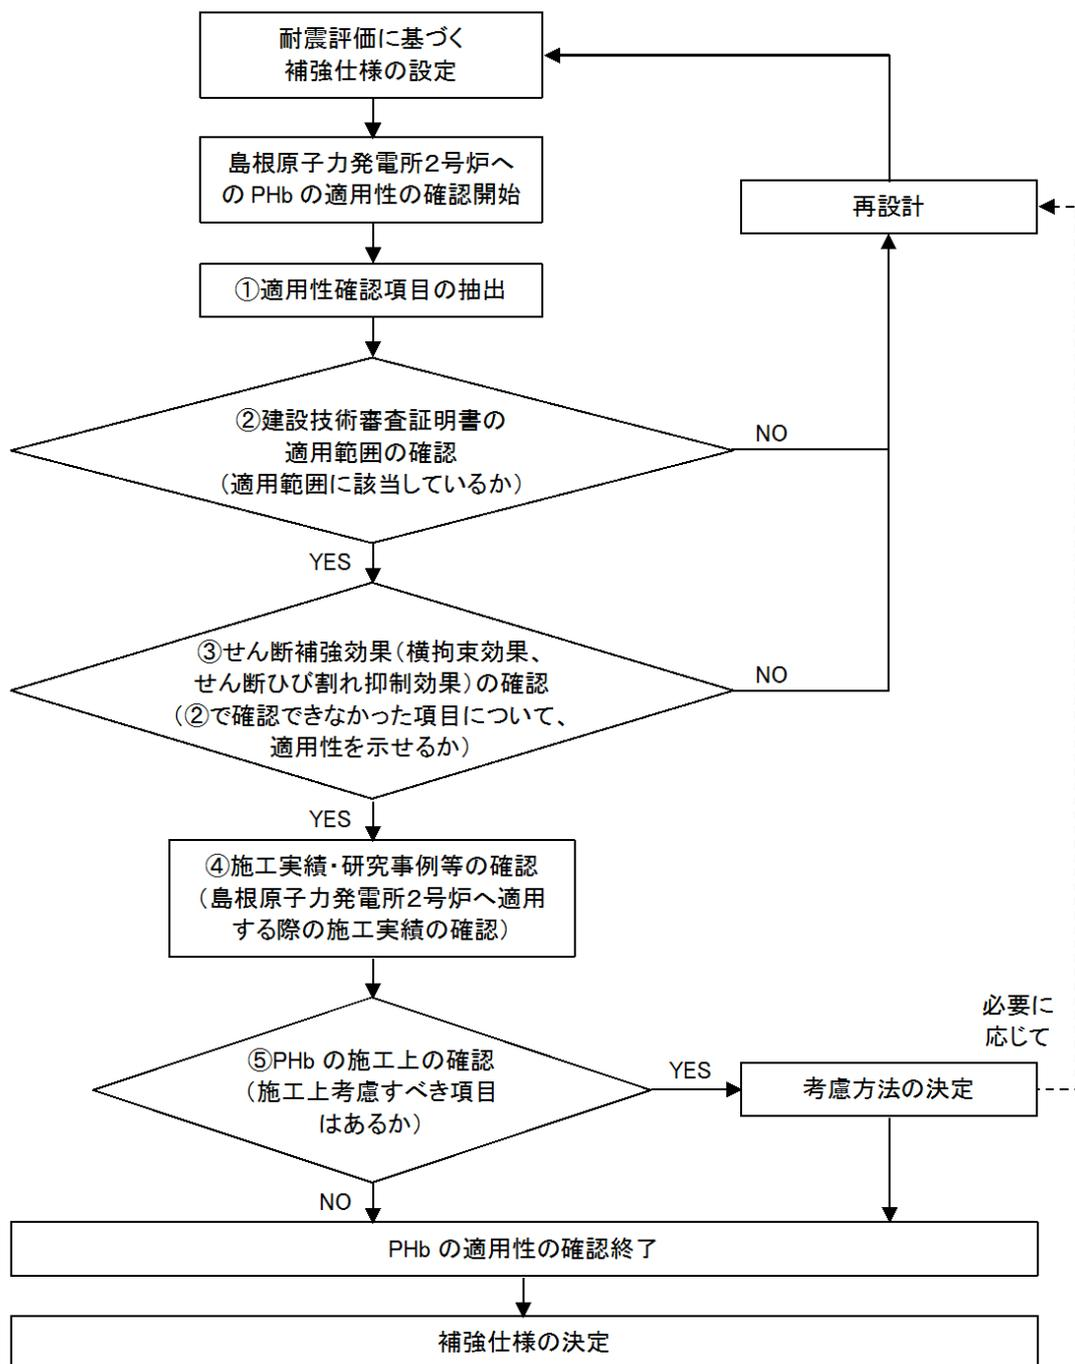 耐震評価に基づく
補強仕様の設定
島根原子力発電所２号炉へ
の PHb の適用性の確認開始
再設計
①適用性確認項目の抽出
②建設技術審査証明書の
適用範囲の確認
（適用範囲に該当しているか）
NO
YES
③せん断補強効果（横拘束効果、
せん断ひび割れ抑制効果）の確認
（②で確認できなかった項目について、
適用性を示せるか）
NO
YES
④施工実績・研究事例等の確認
（島根原子力発電所２号炉へ適用
する際の施工実績の確認）
必要に
応じて
⑤PHb の施工上の確認
（施工上考慮すべき項目
はあるか）
YES
考慮方法の決定
NO
PHb の適用性の確認終了
補強仕様の決定